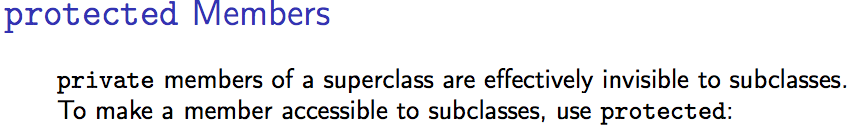 protected Members
private members of a superclass are effectively invisible to subclasses.
To make a member accessible to subclasses, use protected: